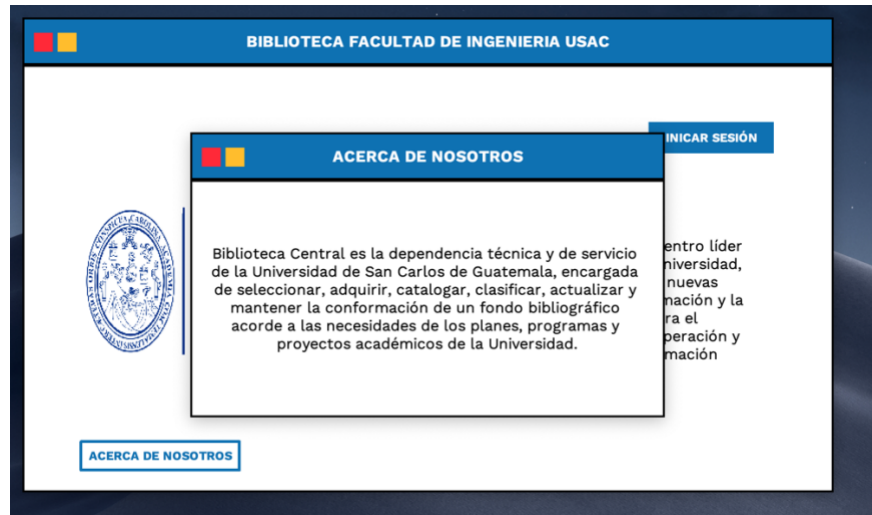 BIBLIOTECA FACULTAD DE INGENIERIA USAC
INICAR SESIÓN
ACERCA DE NOSOTROS
Biblioteca Central es la dependencia técnica y de servicio
de la Universidad de San Carlos de Guatemala, encargada
de seleccionar, adquirir, catalogar, clasificar, actualizar y
mantener la conformación de un fondo bibliográfico
acorde a las necesidades de los planes, programas y
proyectos académicos de la Universidad.
entro líder
niversidad,
nuevas
mación y la
ra el
peración y
mación
ACERCA DE NOSOTROS